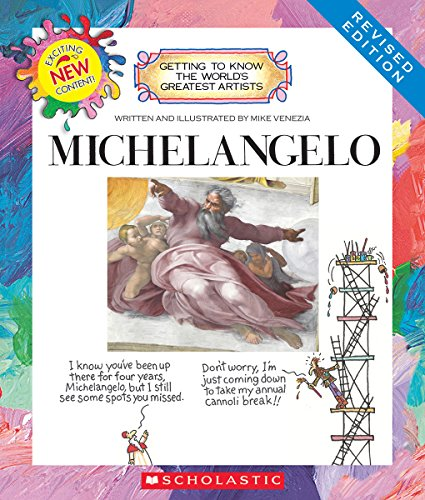 EXCITING
NEW
CONTENT!
GETTING TO KNOW
THE WORLD'S
GREATEST ARTISTS
REVISED
EDITION
WRITTEN AND ILLUSTRATED BY MIKE VENEZIA
MICHELANGELO
I know you've been up
there for four years,
Michelangelo, but I still
see some spots you missed.
Don't worry, I'm
just coming down
to take my annual
cannoli break!!
SCHOLASTIC